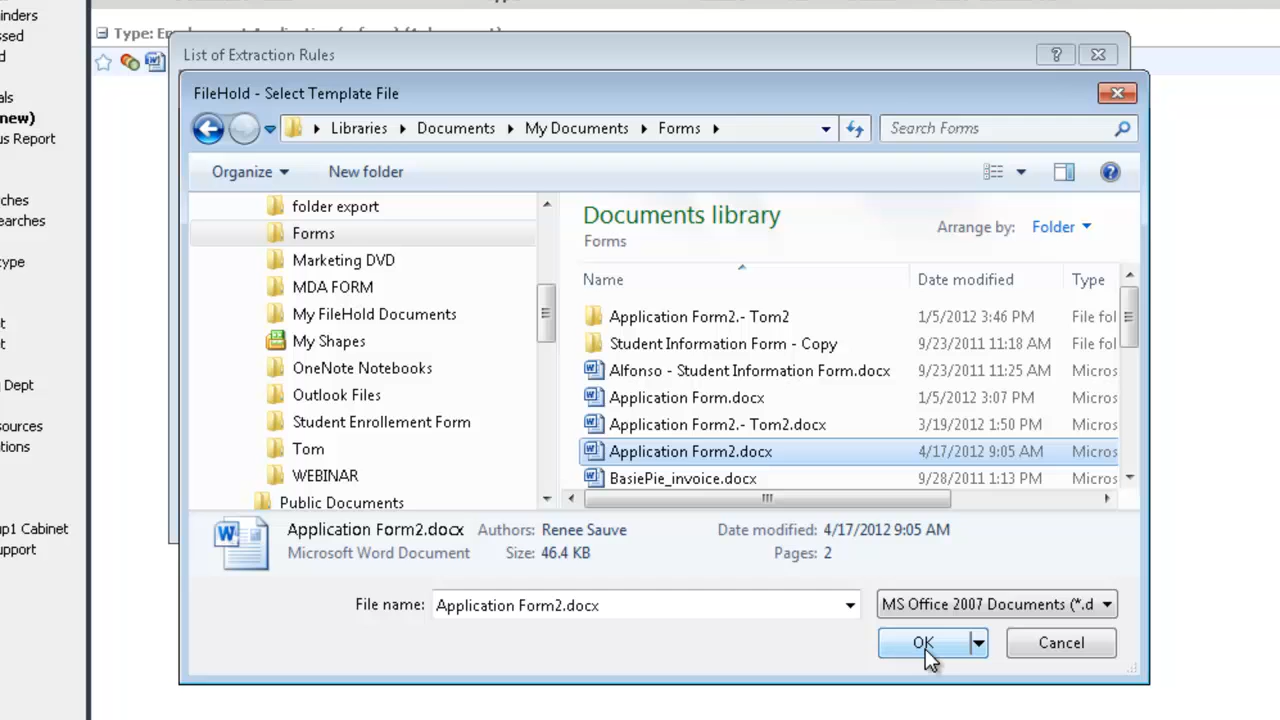 inders
ssed
d
als
new)
us Report
ches
earches
type
t
t
g Dept
ources
ations
up1 Cabinet
upport
List of Extraction Rules
FileHold - Select Template File
Libraries Documents My Documents Forms
Search Forms
Organize New folder
folder export
Forms
Marketing DVD
MDA FORM
My FileHold Documents
My Shapes
OneNote Notebooks
Outlook Files
Student Enrollement Form
Tom
WEBINAR
Public Documents
Documents library
Forms
Arrange by: Folder
Name Date modified Type
Application Form2.- Tom2 1/5/2012 3:46 PM File fol
Student Information Form - Copy 9/23/2011 11:18 AM File fol
Alfonso - Student Information Form.docx 9/23/2011 11:25 AM Micros
Application Form.docx 1/5/2012 3:07 PM Micros
Application Form2.- Tom2.docx 3/19/2012 1:50 PM Micros
Application Form2.docx 4/17/2012 9:05 AM Micros
BasiePie_invoice.docx 9/28/2011 1:13 PM Micros
Application Form2.docx Authors: Renee Sauve Date modified: 4/17/2012 9:05 AM
Microsoft Word Document Size: 46.4 KB Pages: 2
File name: Application Form2.docx MS Office 2007 Documents (*.d
OK Cancel